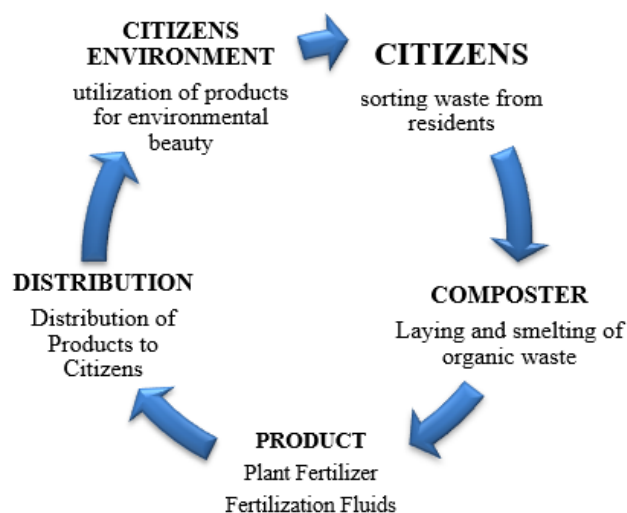 CITIZENS
ENVIRONMENT
utilization of products
for environmental
beauty
CITIZENS
sorting waste from
residents
COMPOSTER
Laying and smelting of
organic waste
PRODUCT
Plant Fertilizer
Fertilization Fluids
DISTRIBUTION
Distribution of
Products to
Citizens